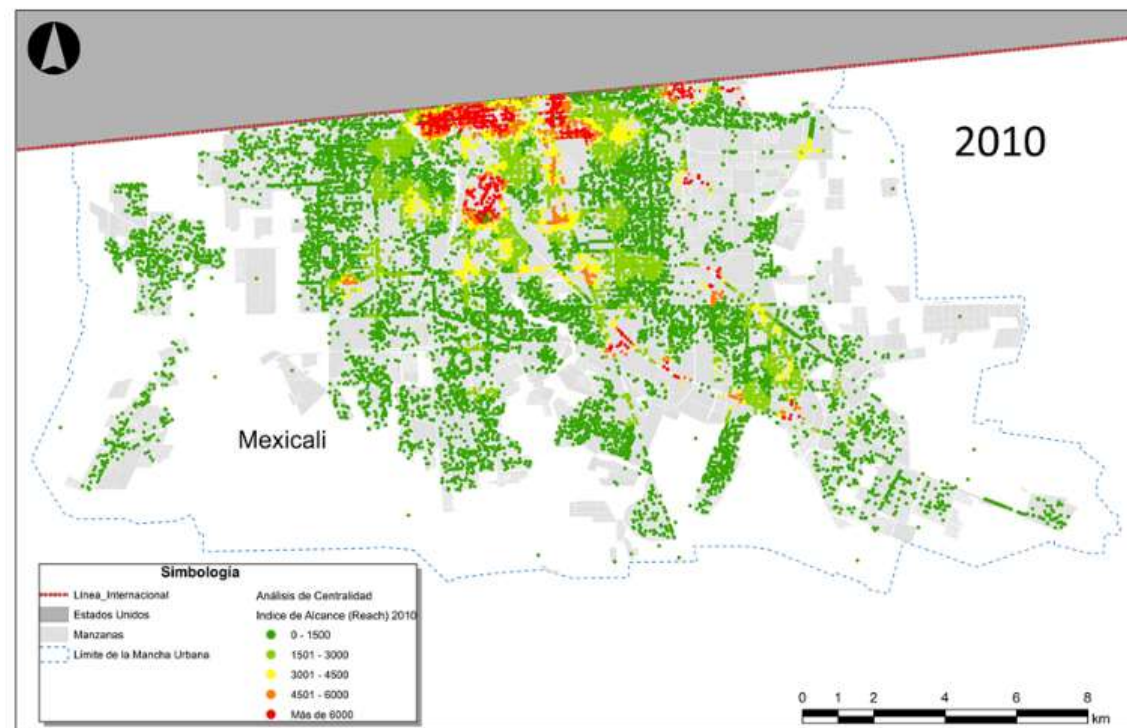 2010
Mexicali
Simbología
Línea_Internacional
Estados Unidos
Manzanas
Límite de la Mancha Urbana
Análisis de Centralidad
Indice de Alcance (Reach) 2010
0 - 1500
1501 - 3000
3001 - 4500
4501 - 6000
Más de 6000
0 1 2 4 6 8
km